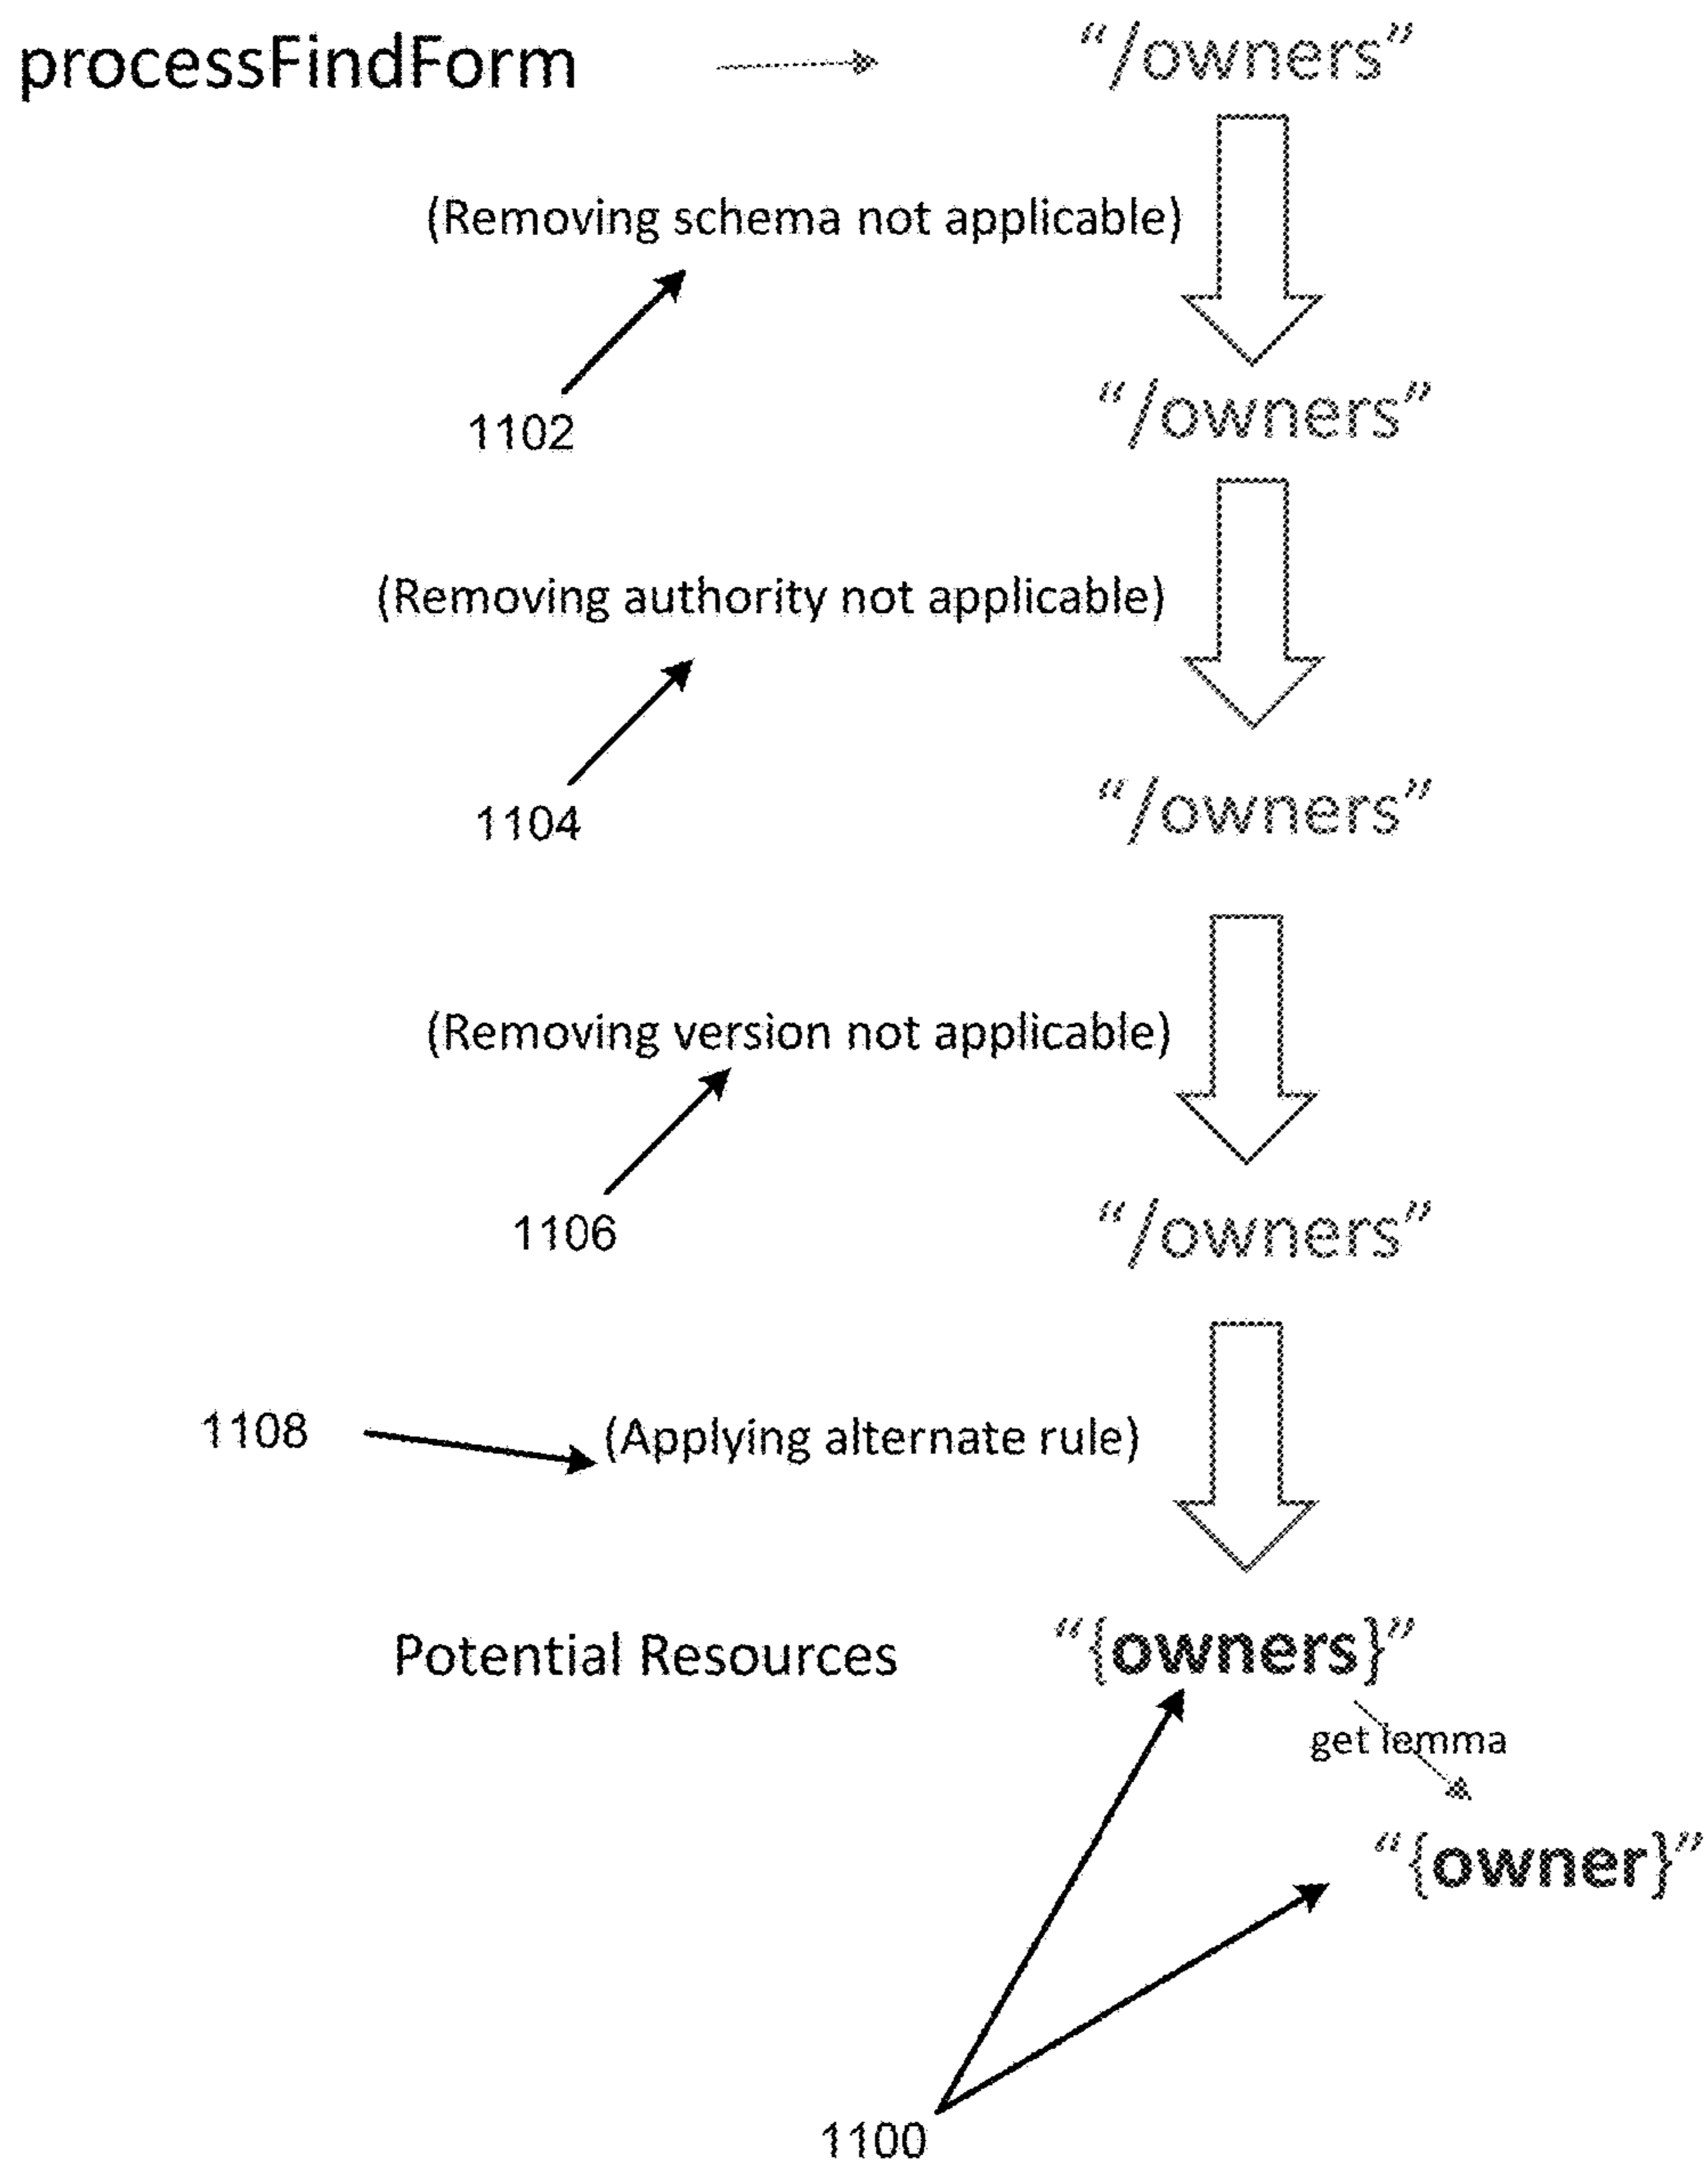 processFindForm
“/owners”
(Removing schema not applicable)
1102
“/owners”
(Removing authority not applicable)
1104
“/owners”
(Removing version not applicable)
1106
“/owners”
1108
(Applying alternate rule)
Potential Resources
“{owners}”
get lemma
“{owner}”
1100